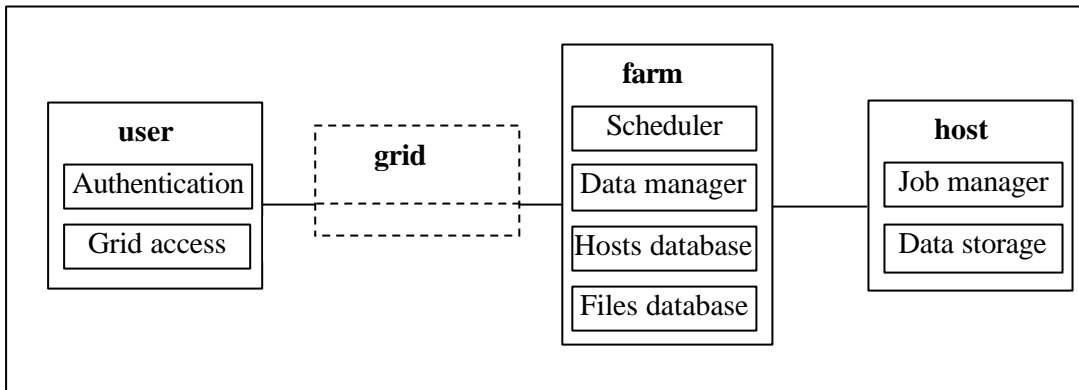 user
Authentication
Grid access
grid
farm
Scheduler
Data manager
Hosts database
Files database
host
Job manager
Data storage